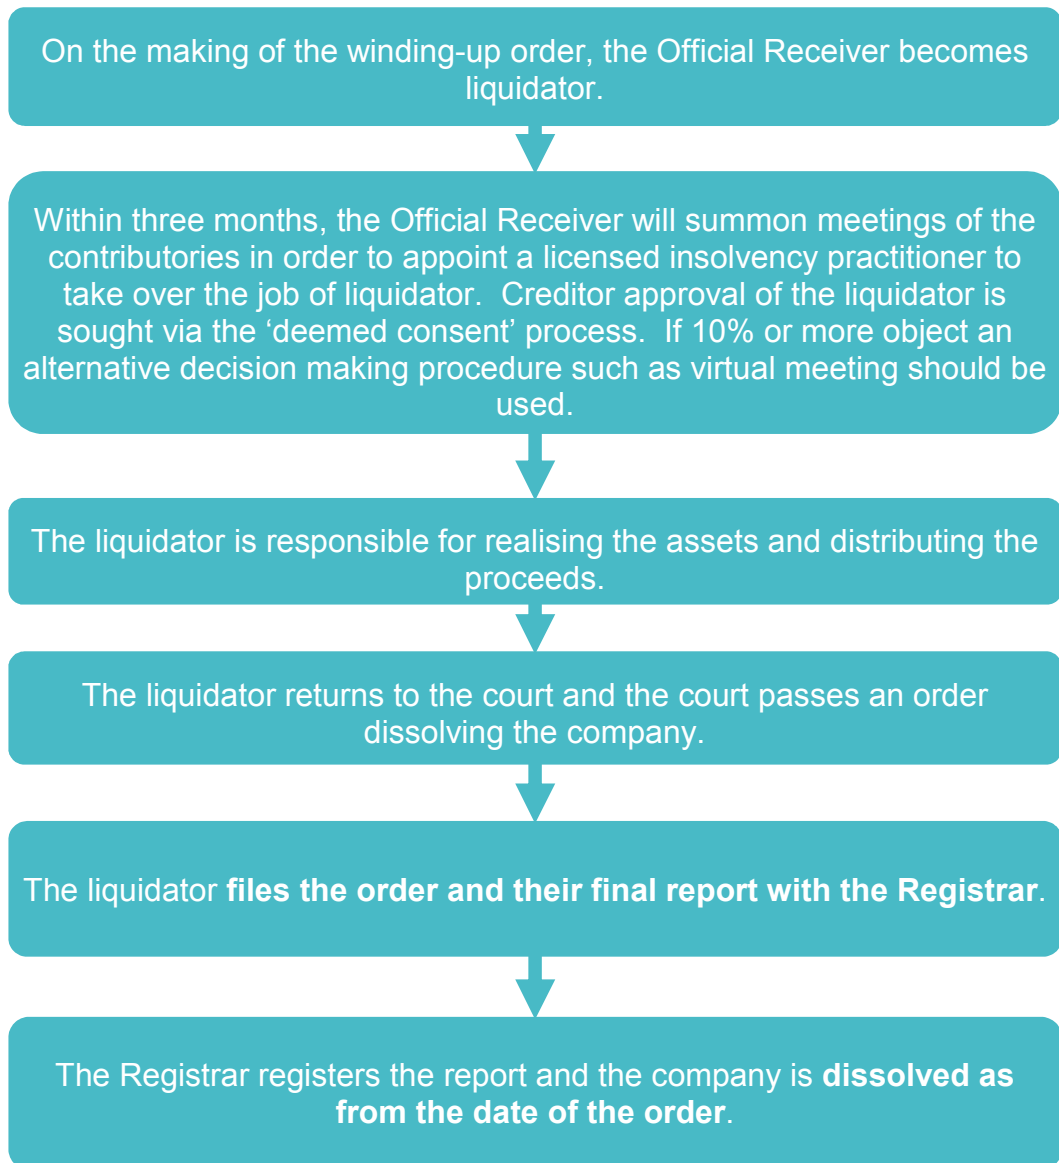 On the making of the winding-up order, the Official Receiver becomes
liquidator.
Within three months, the Official Receiver will summon meetings of the
contributories in order to appoint a licensed insolvency practitioner to
take over the job of liquidator.  Creditor approval of the liquidator is
sought via the ‘deemed consent’ process.  If 10% or more object an
alternative decision making procedure such as virtual meeting should be
used.
The liquidator is responsible for realising the assets and distributing the
proceeds.
The liquidator returns to the court and the court passes an order
dissolving the company.
The liquidator files the order and their final report with the Registrar.
The Registrar registers the report and the company is dissolved as
from the date of the order.